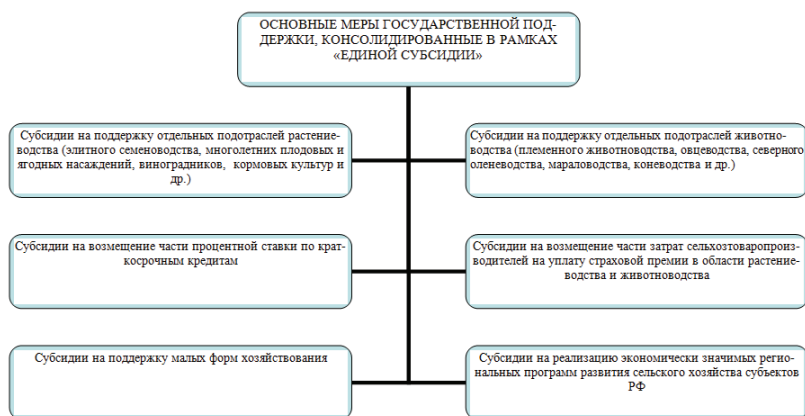 ОСНОВНЫЕ МЕРЫ ГОСУДАРСТВЕННОЙ ПОД-
ДЕРЖКИ, КОНСОЛИДИРОВАННЫЕ В РАМКАХ
«ЕДИНОЙ СУБСИДИИ»
Субсидии на поддержку отдельных подотраслей растение-
водства (элитного семеноводства, многолетних плодовых и
ягодных насаждений, виноградников, кормовых культур и
др.)
Субсидии на поддержку отдельных подотраслей животно-
водства (племенного животноводства, овцеводства, северного
оленеводства, мараловодства, коневодства и др.)
Субсидии на возмещение части процентной ставки по крат-
косрочным кредитам
Субсидии на возмещение части затрат сельхозтоваропроиз-
водителей на уплату страховой премии в области растение-
водства и животноводства
Субсидии на поддержку малых форм хозяйствования
Субсидии на реализацию экономически значимых регио-
нальных программ развития сельского хозяйства субъектов
РФ